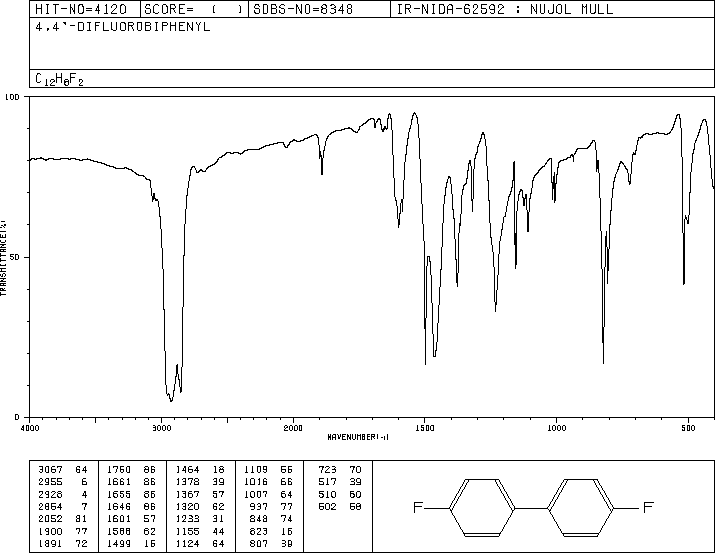 HIT-NO=4120 SCORE= ( ) SDBS-NO=8348 IR-NIDA-62592 : NUJOL MULL
4,4'-DIFLUOROBIPHENYL
C12H8F2
100
50
0
TRANSMITTANCE(%)
4000 3000 2000 1500 1000 500
WAVENUMBER(-1)
3067 64 1760 86 1464 18 1109 56 723 70
2955 6 1661 86 1378 39 1016 66 517 39
2928 4 1655 86 1367 57 1007 64 510 60
2854 7 1646 86 1320 62 937 77 502 58
2052 81 1601 57 1233 31 848 74
1900 77 1588 62 1155 44 823 16
1891 72 1499 16 1124 64 807 39
F F